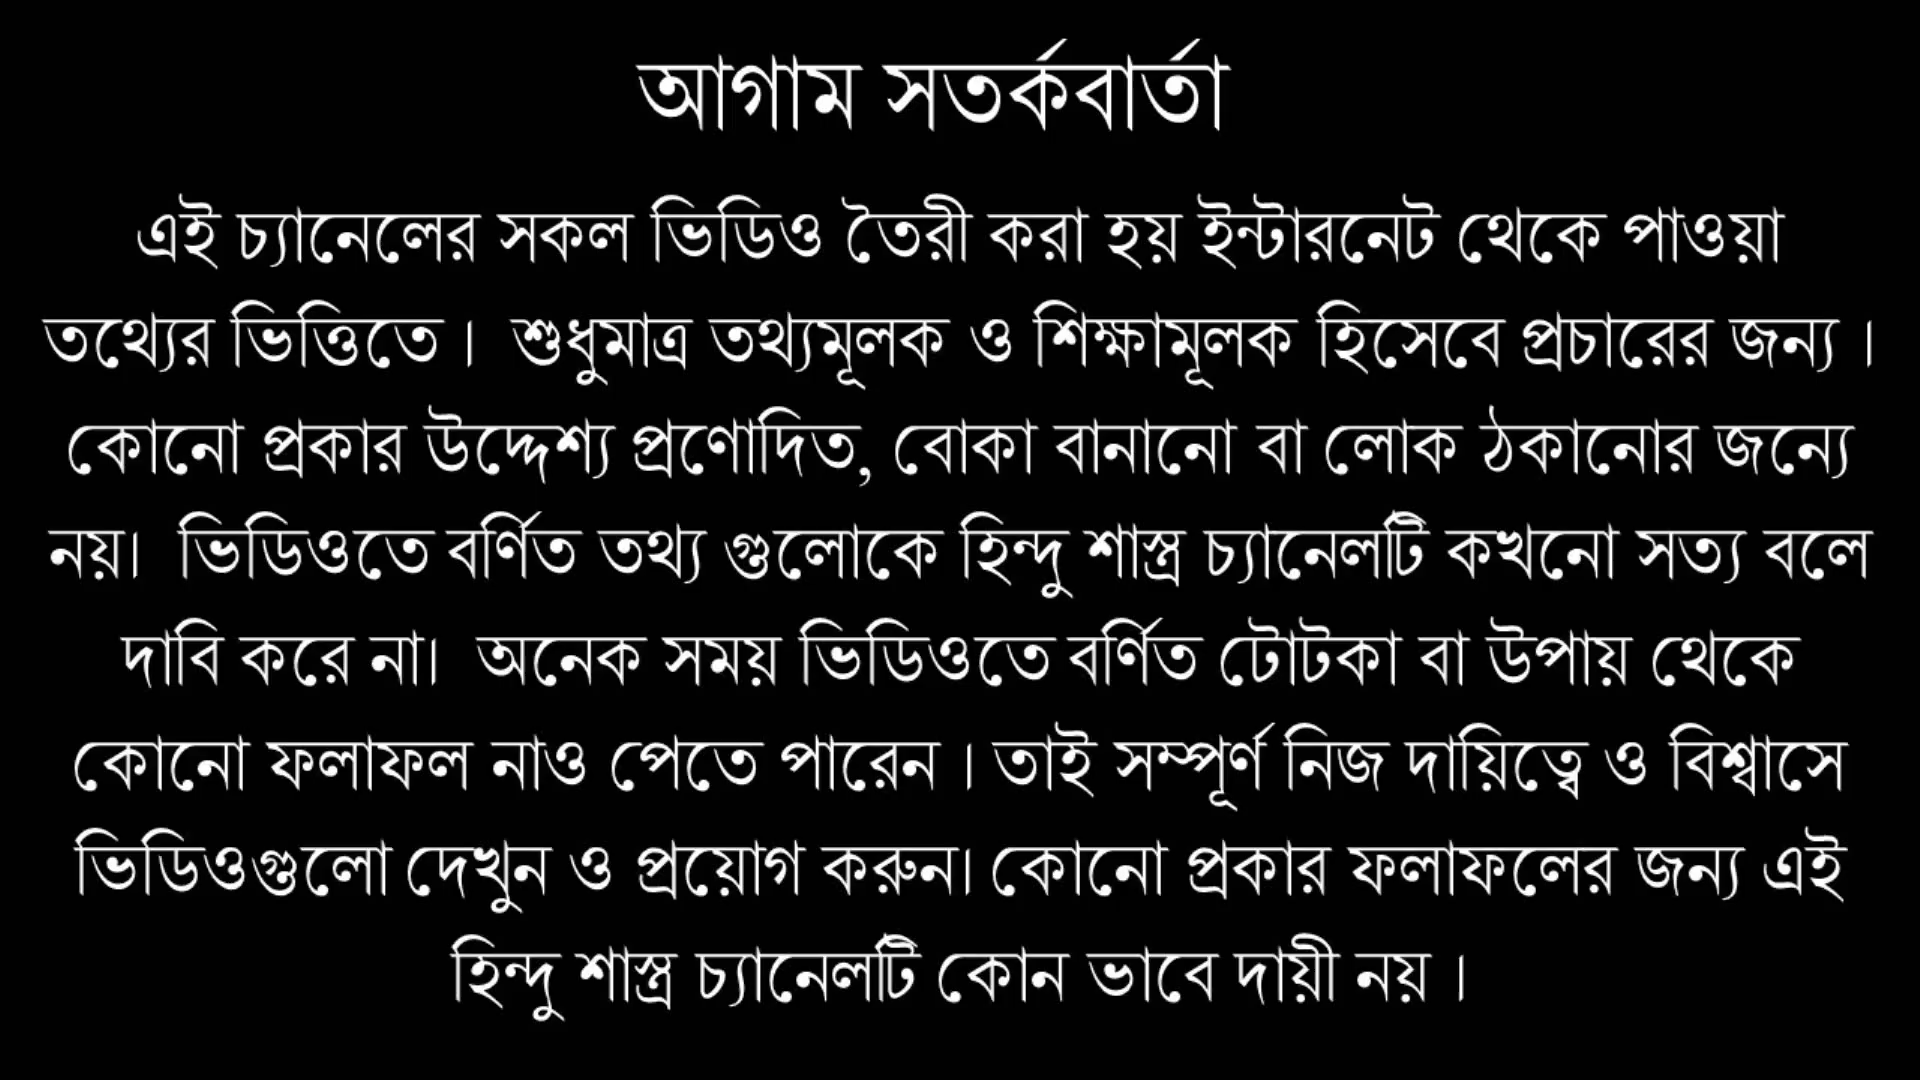 আগাম সতর্কবার্তা
এই চ্যানেলের সকল ভিডিও তৈরী করা হয় ইন্টারনেট থেকে পাওয়া
তথ্যের ভিত্তিতে ।  শুধুমাত্র তথ্যমূলক ও শিক্ষামূলক হিসেবে প্রচারের জন্য ।
কোনো প্রকার উদ্দেশ্য প্রণোদিত, বোকা বানানো বা লোক ঠকানোর জন্যে
নয়।  ভিডিওতে বর্ণিত তথ্য গুলোকে হিন্দু শাস্ত্র চ্যানেলটি কখনো সত্য বলে
দাবি করে না।  অনেক সময় ভিডিওতে বর্ণিত টোটকা বা উপায় থেকে
কোনো ফলাফল নাও পেতে পারেন । তাই সম্পূর্ণ নিজ দায়িত্বে ও বিশ্বাসে
ভিডিওগুলো দেখুন ও প্রয়োগ করুন। কোনো প্রকার ফলাফলের জন্য এই
হিন্দু শাস্ত্র চ্যানেলটি কোন ভাবে দায়ী নয় ।